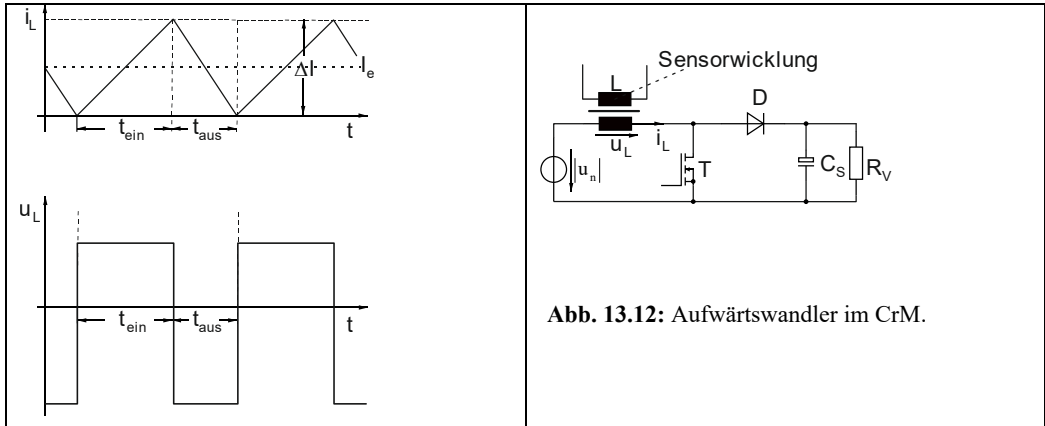 i_L
ΔI
I_e
t_ein
t_aus
t
u_L
t_ein
t_aus
t
Sensorwicklung
L
D
u_L
i_L
|u_n|
T
C_S
R_V
Abb. 13.12: Aufwärtswandler im CrM.